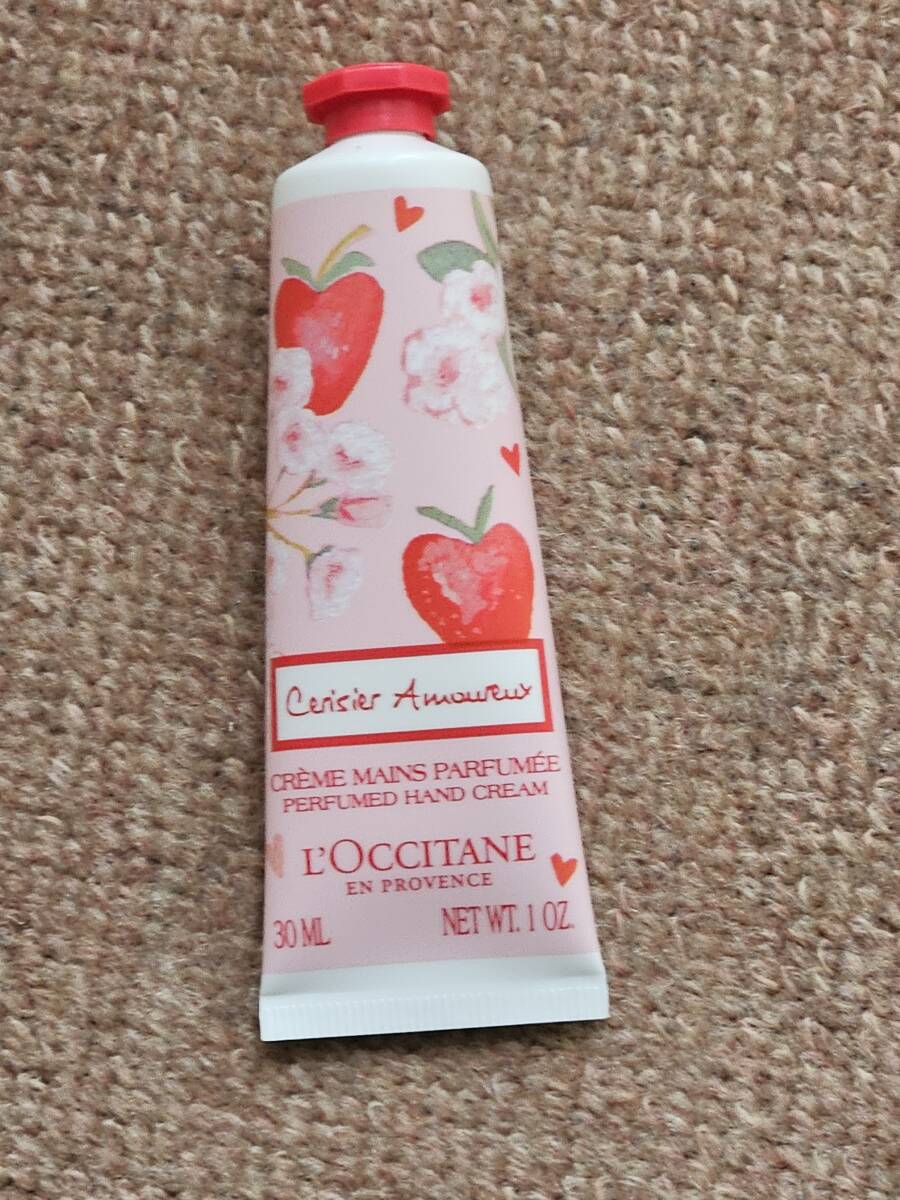 Cerisier Amoureux
CRÈME MAINS PARFUMÉE
PERFUMED HAND CREAM
L'OCCITANE
EN PROVENCE
30 ML NET WT. 1 OZ.